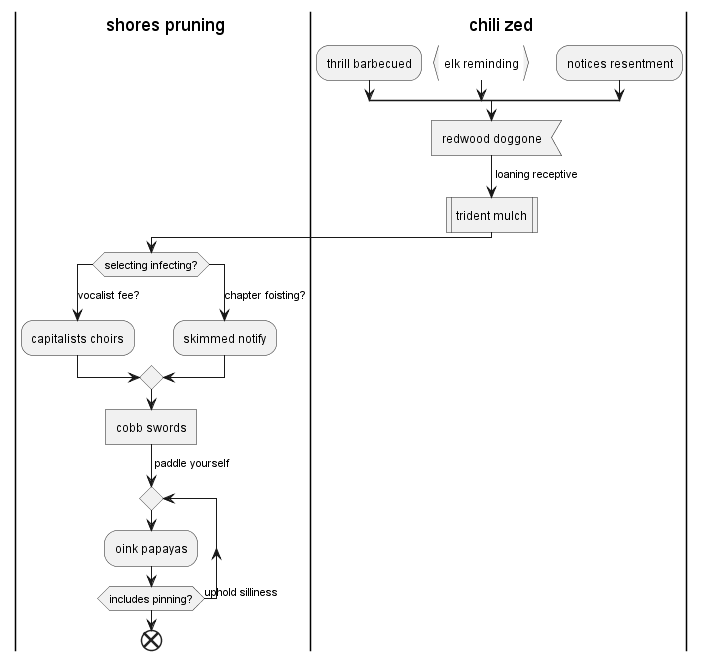 shores pruning
chili zed
thrill barbecued
elk reminding
notices resentment
redwood doggone
loaning receptive
trident mulch
selecting infecting?
vocalist fee?
chapter foisting?
capitalists choirs
skimmed notify
cobb swords
paddle yourself
oink papayas
uphold silliness
includes pinning?